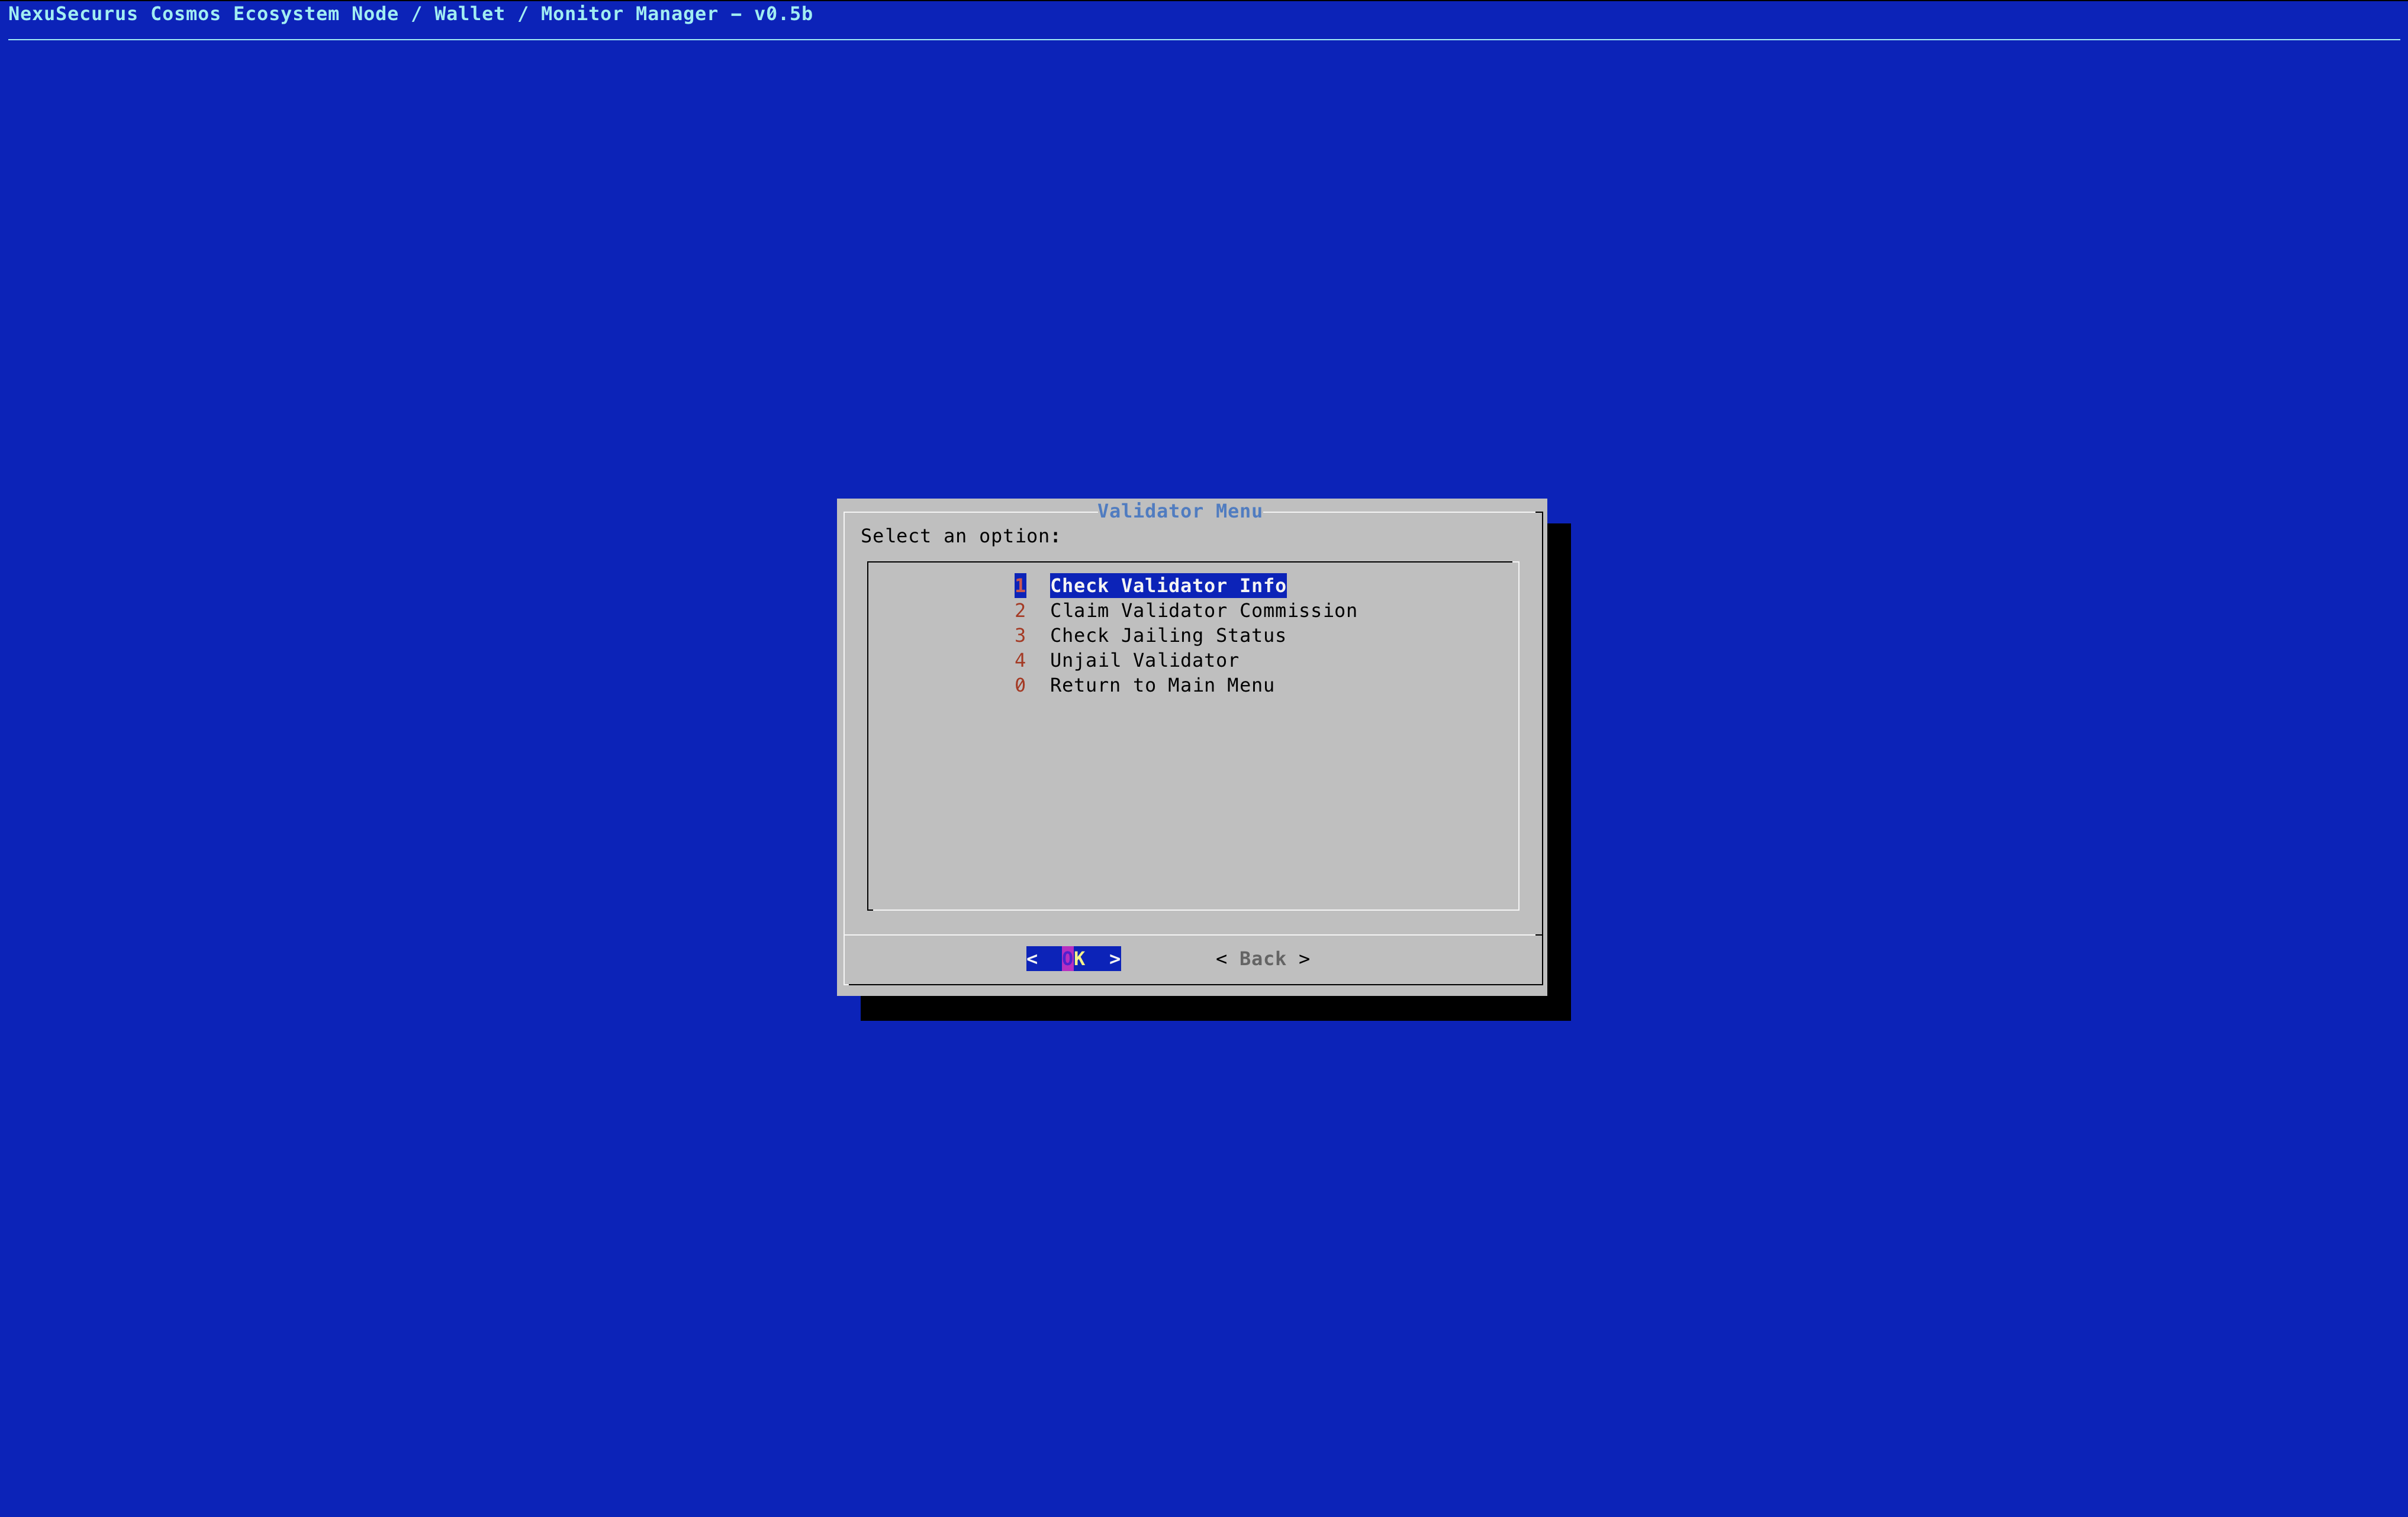 NexuSecurus Cosmos Ecosystem Node / Wallet / Monitor Manager – v0.5b
Validator Menu
Select an option:
1 Check Validator Info
2 Claim Validator Commission
3 Check Jailing Status
4 Unjail Validator
0 Return to Main Menu
< OK > < Back >